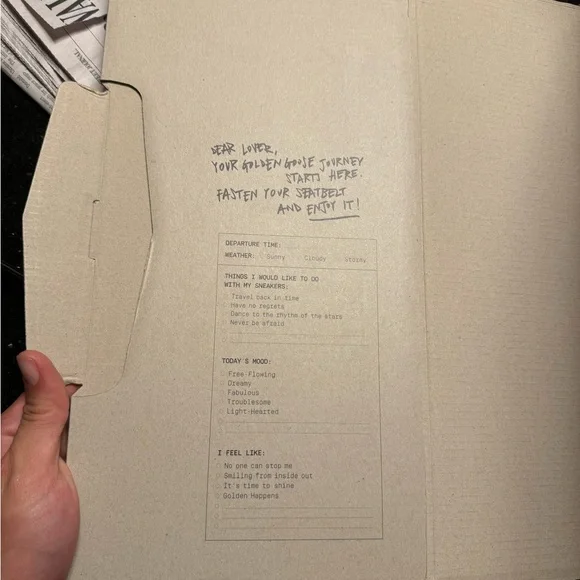 DEAR LOVER,
YOUR GOLDEN GOOSE JOURNEY
STARTS HERE.
FASTEN YOUR SEATBELT
AND ENJOY IT!
DEPARTURE TIME:
WEATHER: Sunny Cloudy Stormy
THINGS I WOULD LIKE TO DO
WITH MY SNEAKERS:
Travel back in time
Have no regrets
Dance to the rhythm of the stars
Never be afraid
TODAY'S MOOD:
Free Flowing
Dreamy
Fabulous
Troublesome
Light-Hearted
I FEEL LIKE:
No one can stop me
Smiling from inside out
It's time to shine
Golden Happens